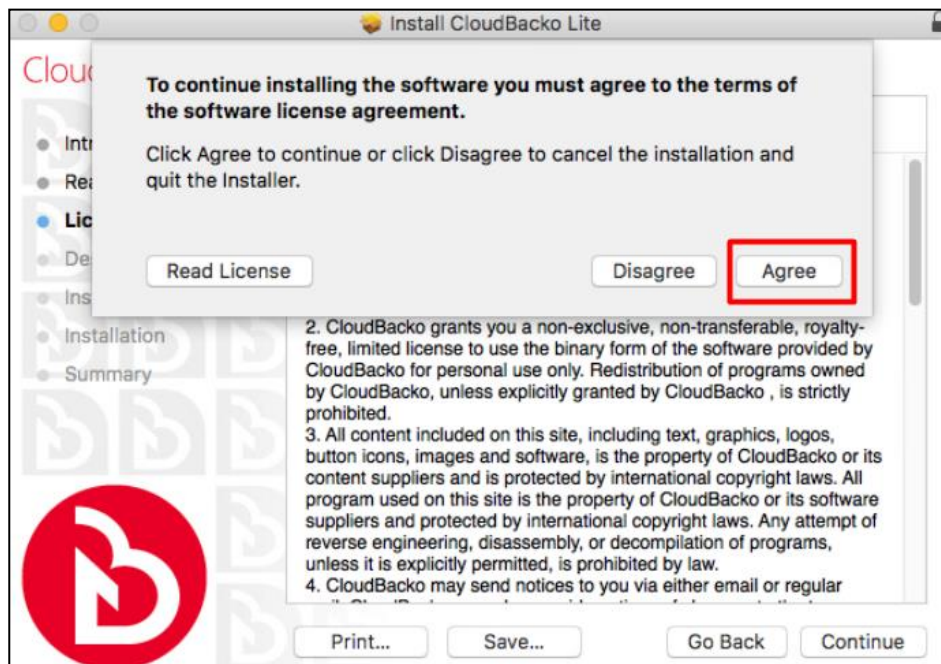 Install CloudBacko Lite
Clou
To continue installing the software you must agree to the terms of
the software license agreement.
Click Agree to continue or click Disagree to cancel the installation and
quit the Installer.
Read License
Disagree
Agree
Int
Rea
Lic
De
Ins
Installation
Summary
2. CloudBacko grants you a non-exclusive, non-transferable, royalty-
free, limited license to use the binary form of the software provided by
CloudBacko for personal use only. Redistribution of programs owned
by CloudBacko, unless explicitly granted by CloudBacko , is strictly
prohibited.
3. All content included on this site, including text, graphics, logos,
button icons, images and software, is the property of CloudBacko or its
content suppliers and is protected by international copyright laws. All
program used on this site is the property of CloudBacko or its software
suppliers and protected by international copyright laws. Any attempt of
reverse engineering, disassembly, or decompilation of programs,
unless it is explicitly permitted, is prohibited by law.
4. CloudBacko may send notices to you via either email or regular
Print...
Save...
Go Back
Continue